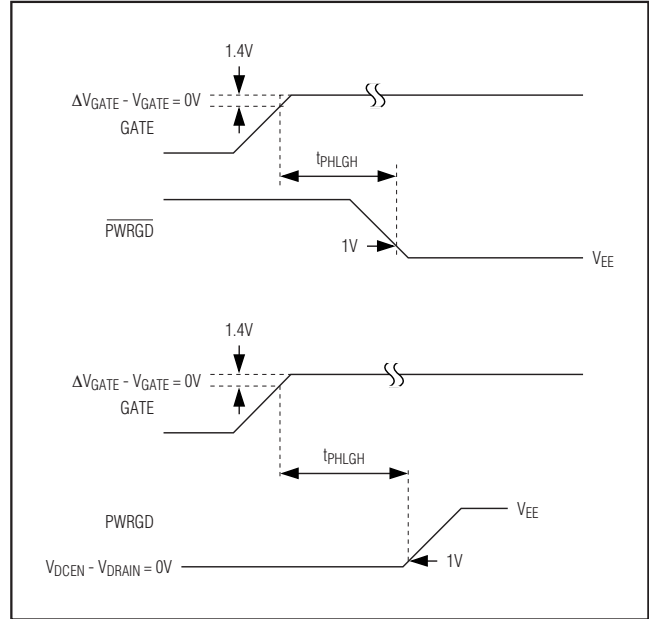 1.4V
ΔVGATE - VGATE = 0V
GATE
tPHLGH
P̅W̅R̅G̅D̅
1V
VEE
1.4V
ΔVGATE - VGATE = 0V
GATE
tPHLGH
PWRGD
VEE
VDCEN - VDRAIN = 0V
1V